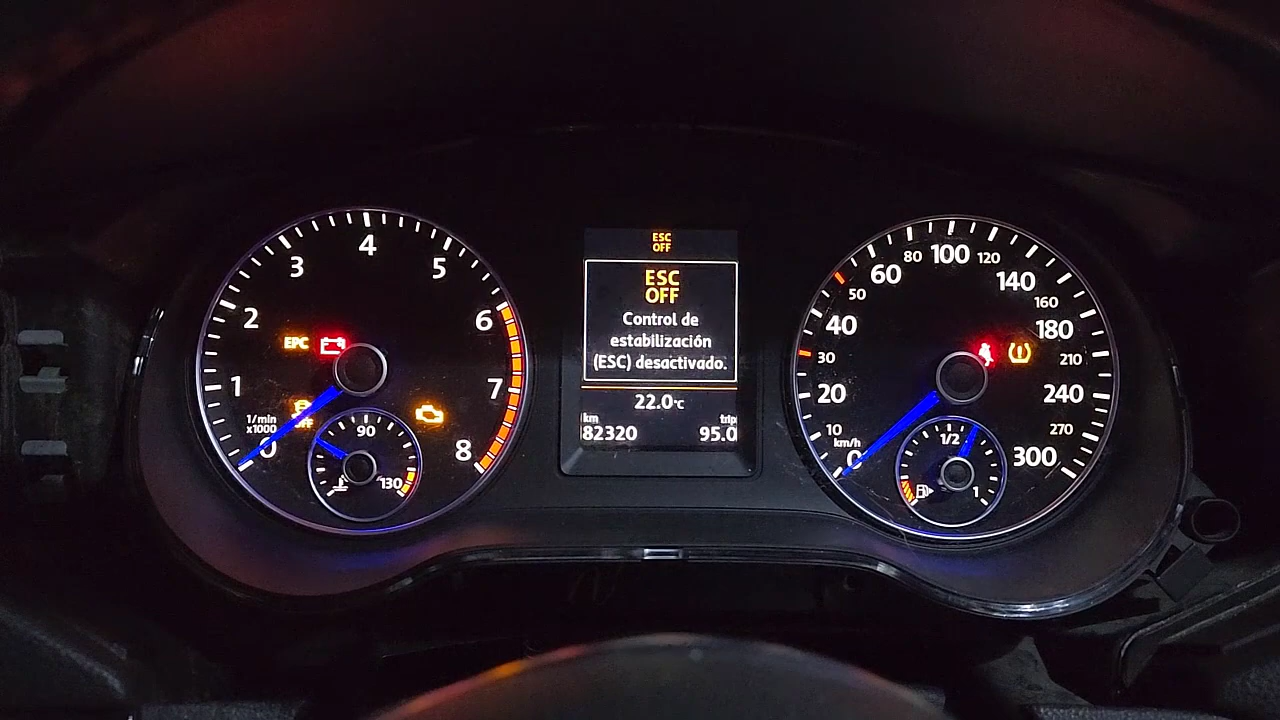 4
3
5
2
6
EPC
1
7
1/min
x1000
OFF
0
8
90
130
ESC
OFF
ESC
OFF
Control de
estabilización
(ESC) desactivado.
22.0°C
km
trip
82320
95.0
80
100
120
60
140
50
160
40
180
30
210
20
240
10
270
km/h
0
300
1/2
1